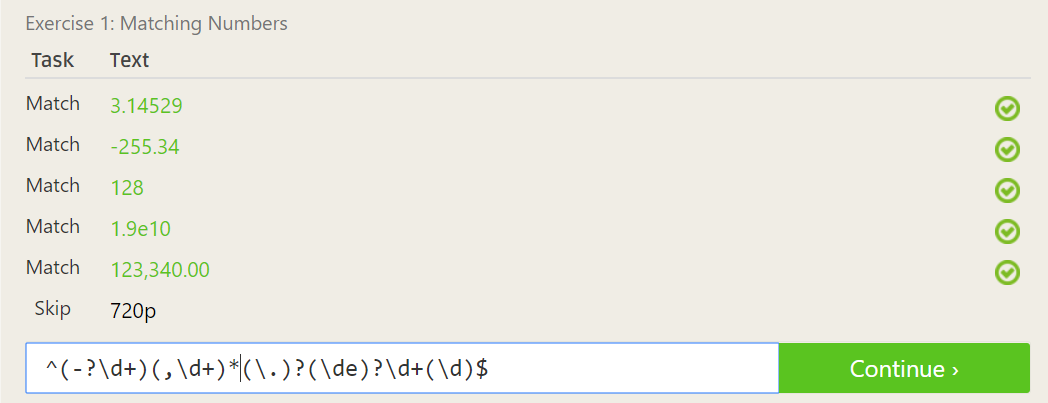 Exercise 1: Matching Numbers
Task Text
Match 3.14529
Match -255.34
Match 128
Match 1.9e10
Match 123,340.00
Skip 720p
^(-?\d+)(,\d+)*(\.)?(\de)?\d+(\d)$ Continue ›